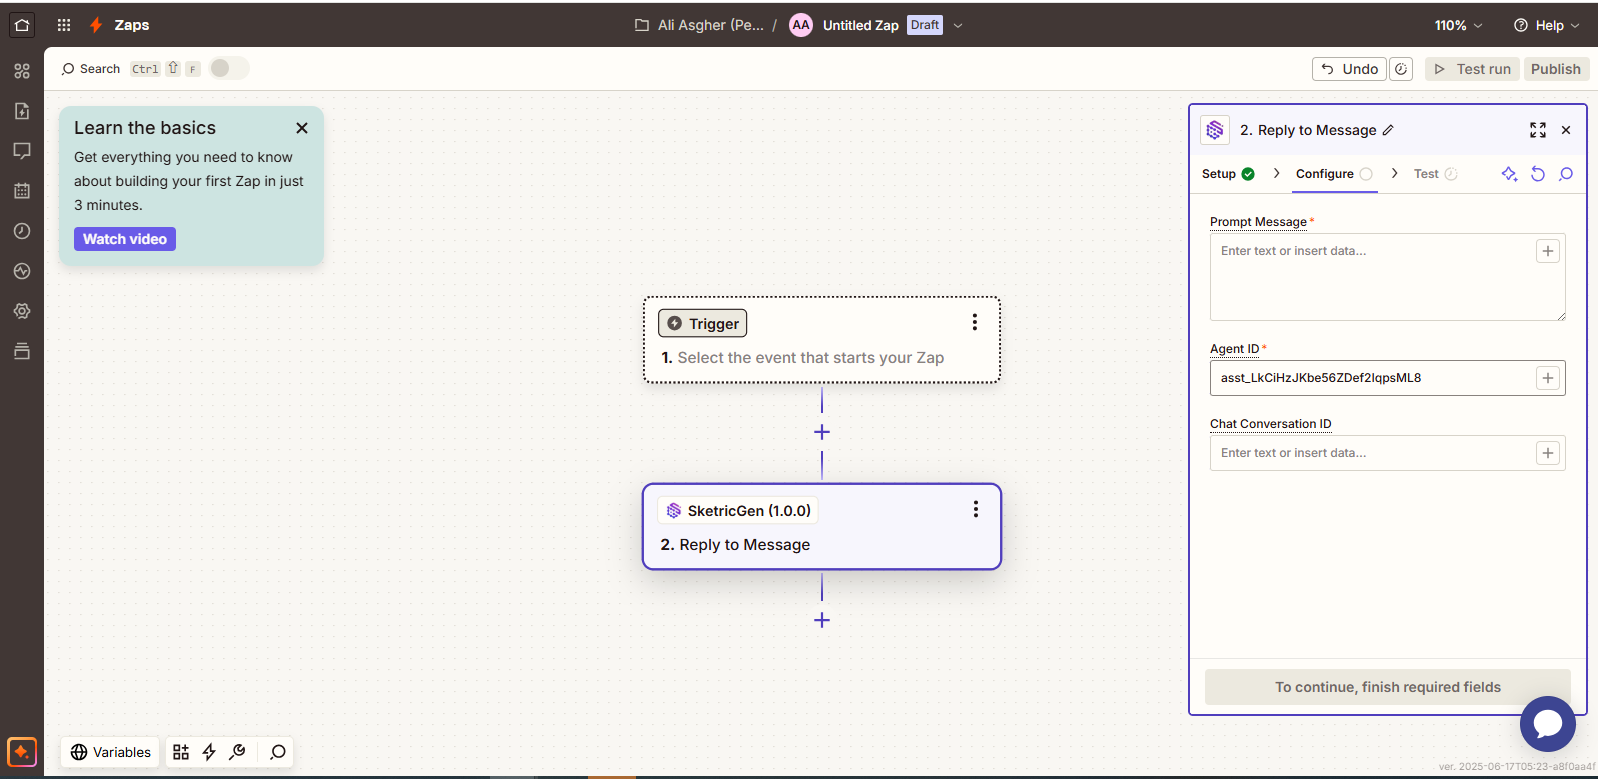 Zaps
Ali Asgher (Pe... / AA Untitled Zap Draft
110%
Help
Search Ctrl ⇧ F
Undo
Test run
Publish
Learn the basics
Get everything you need to know
about building your first Zap in just
3 minutes.
Watch video
Trigger
1. Select the event that starts your Zap
SketricGen (1.0.0)
2. Reply to Message
2. Reply to Message
Setup
Configure
Test
Prompt Message*
Enter text or insert data...
Agent ID*
asst_LkCiHzJKbe56ZDef2IqpsML8
Chat Conversation ID
Enter text or insert data...
To continue, finish required fields
Variables
ver. 2025-06-17T05:23-a8f0aa4f